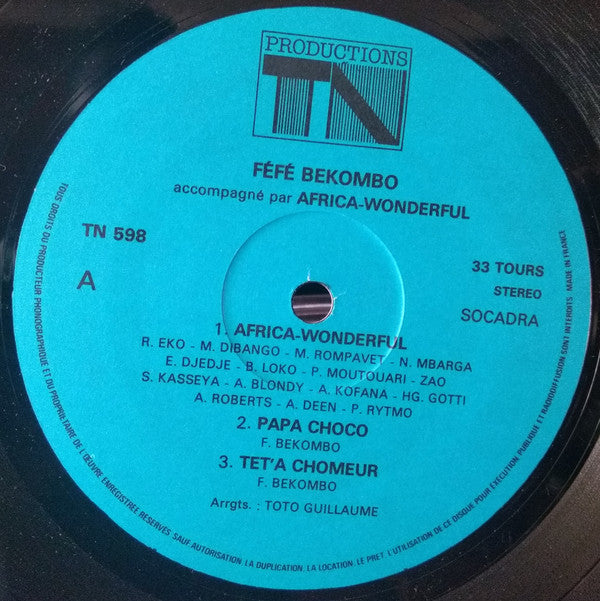 PRODUCTIONS
TN
FÉFÉ BEKOMBO
accompagné par AFRICA-WONDERFUL
TN 598
A
33 TOURS
STEREO
SOCADRA
1. AFRICA-WONDERFUL
R. EKO - M. DIBANGO - M. ROMPAVET - N. MBARGA
E. DJEDJE - B. LOKO - P. MOUTOUARI - ZAO
S. KASSEYA - A. BLONDY - A. KOFANA - HG. GOTTI
A. ROBERTS - A. DEEN - P. RYTMO
2. PAPA CHOCO
F. BEKOMBO
3. TET'A CHOMEUR
F. BEKOMBO
Arrgts. : TOTO GUILLAUME
TOUS DROITS DU PRODUCTEUR PHONOGRAPHIQUE ET DU PROPRIETAIRE DE L'ŒUVRE ENREGISTREE RESERVES. SAUF AUTORISATION, LA DUPLICATION, LA LOCATION, LE PRET, L'UTILISATION DE CE DISQUE POUR EXECUTION PUBLIQUE ET RADIODIFFUSION SONT INTERDITS. MADE IN FRANCE